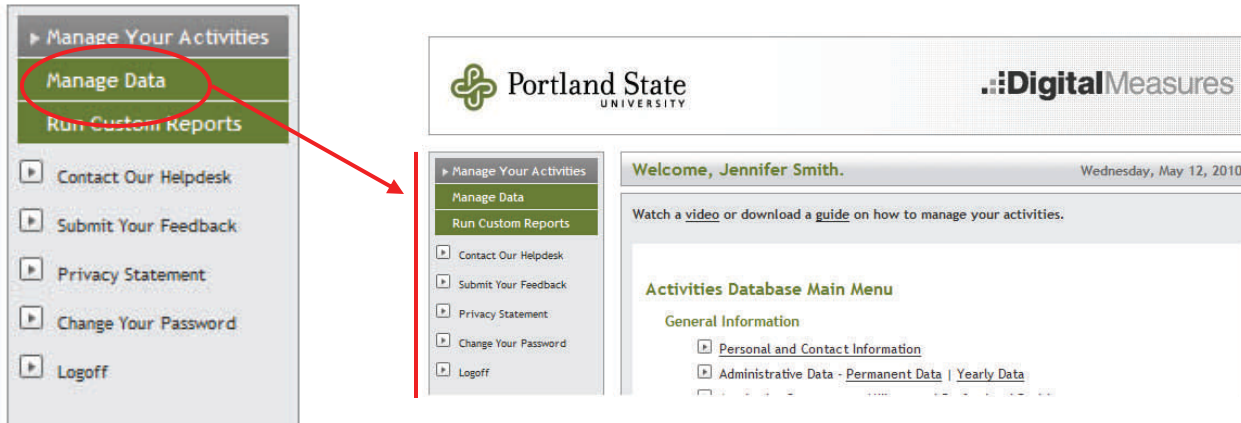 Manage Your Activities
Manage Data
Run Custom Reports
Contact Our Helpdesk
Submit Your Feedback
Privacy Statement
Change Your Password
Logoff
Portland State
UNIVERSITY
.:DigitalMeasures
Manage Your Activities
Manage Data
Run Custom Reports
Contact Our Helpdesk
Submit Your Feedback
Privacy Statement
Change Your Password
Logoff
Welcome, Jennifer Smith. Wednesday, May 12, 2010
Watch a video or download a guide on how to manage your activities.
Activities Database Main Menu
General Information
Personal and Contact Information
Administrative Data - Permanent Data | Yearly Data